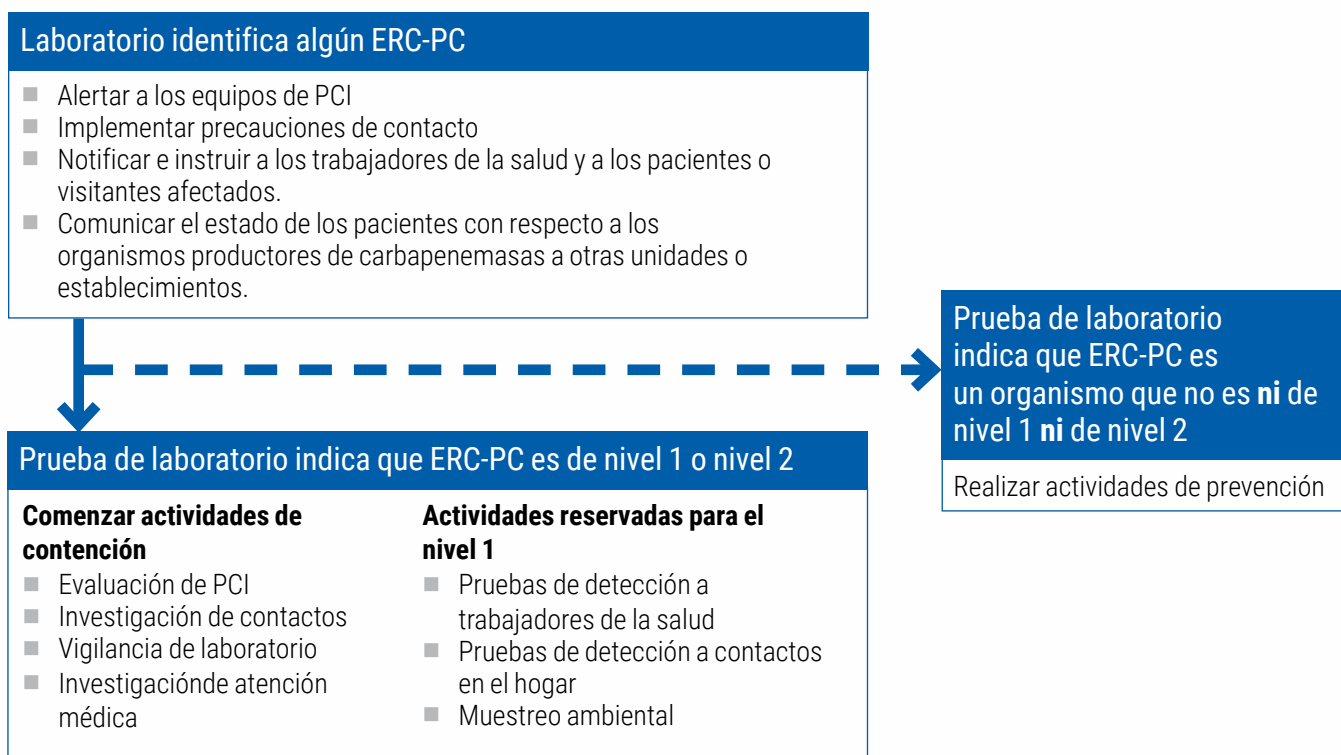 Laboratorio identifica algún ERC-PC
Alertar a los equipos de PCI
Implementar precauciones de contacto
Notificar e instruir a los trabajadores de la salud y a los pacientes o
visitantes afectados.
Comunicar el estado de los pacientes con respecto a los
organismos productores de carbapenemasas a otras unidades o
establecimientos.
Prueba de laboratorio
indica que ERC-PC es
un organismo que no es ni de
nivel 1 ni de nivel 2
Realizar actividades de prevención
Prueba de laboratorio indica que ERC-PC es de nivel 1 o nivel 2
Comenzar actividades de
contención
Evaluación de PCI
Investigación de contactos
Vigilancia de laboratorio
Investigaciónde atención
médica
Actividades reservadas para el
nivel 1
Pruebas de detección a
trabajadores de la salud
Pruebas de detección a contactos
en el hogar
Muestreo ambiental